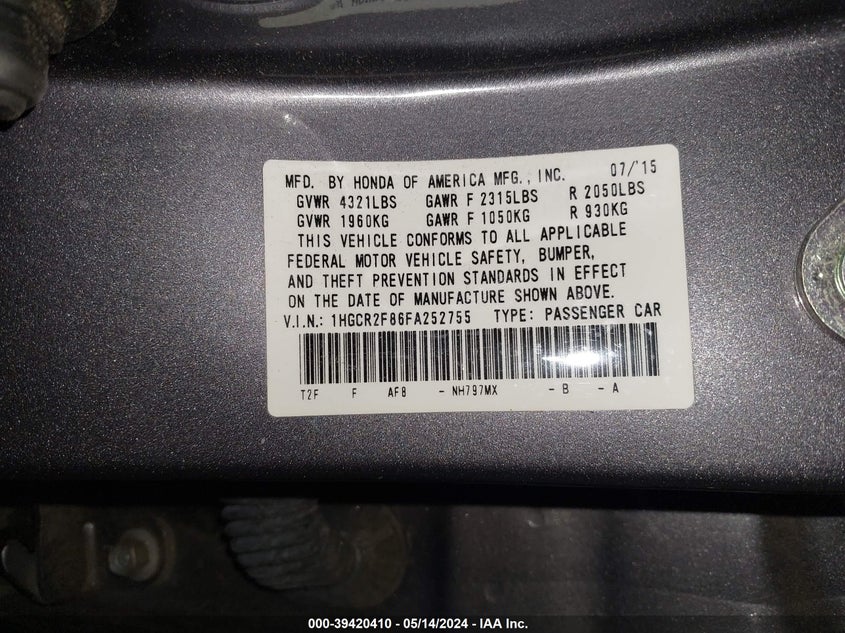 MFD. BY HONDA OF AMERICA MFG., INC. 07/'15
GVWR 4321LBS GAWR F 2315LBS R 2050LBS
GVWR 1960KG GAWR F 1050KG R 930KG
THIS VEHICLE CONFORMS TO ALL APPLICABLE
FEDERAL MOTOR VEHICLE SAFETY, BUMPER,
AND THEFT PREVENTION STANDARDS IN EFFECT
ON THE DATE OF MANUFACTURE SHOWN ABOVE.
V.I.N.: 1HGCR2F86FA252755 TYPE: PASSENGER CAR
T2F F AF8 - NH797MX - B - A
000-39420410 - 05/14/2024 - IAA Inc.